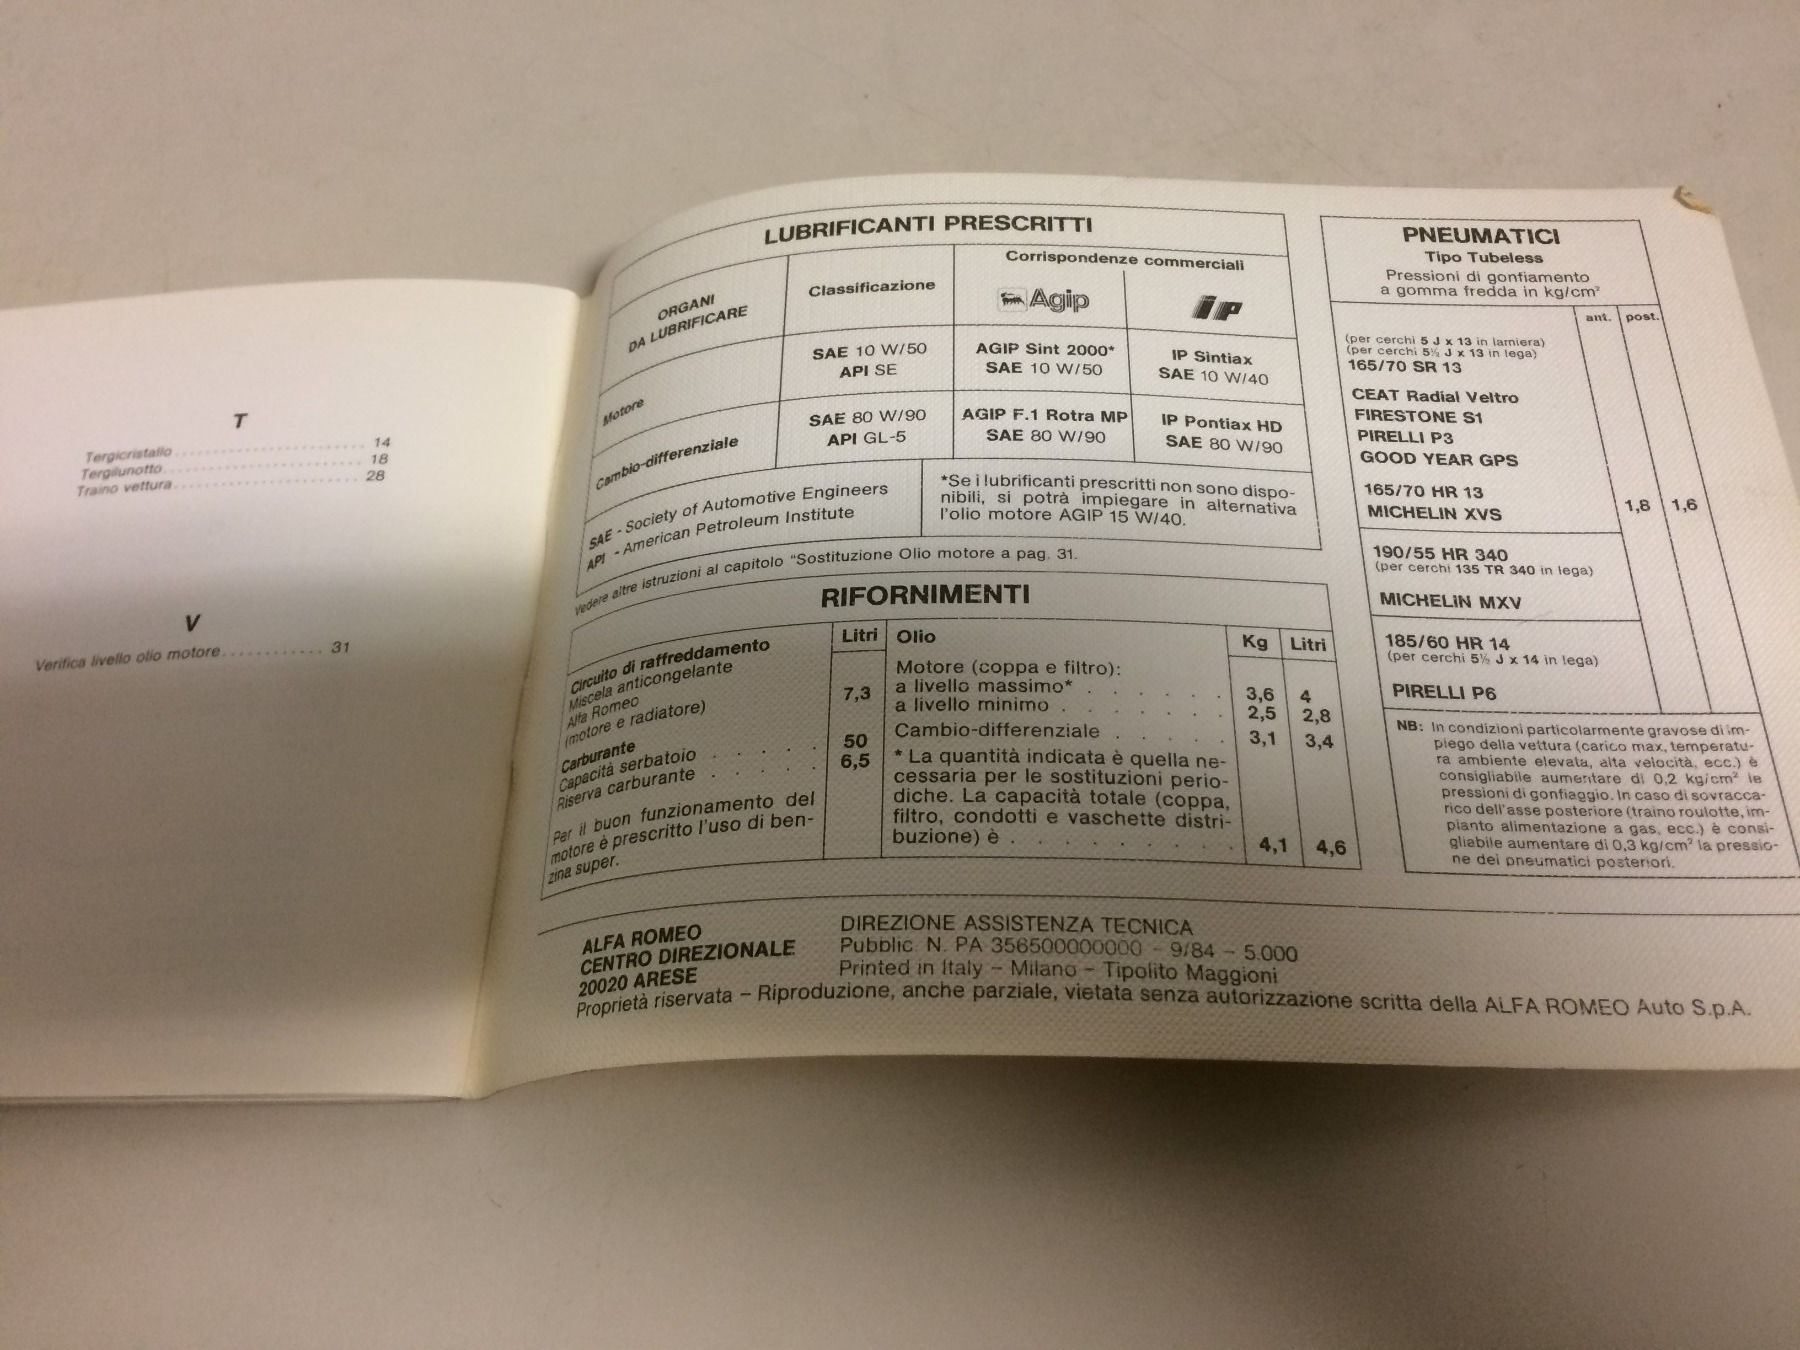 T
Tergicristallo ........................ 14
Tergilunotto ........................ 18
Traino vettura ........................ 28
V
Verifica livello olio motore ............ 31
LUBRIFICANTI PRESCRITTI
ORGANI
DA LUBRIFICARE
Classificazione
Corrispondenze commerciali
Agip
IP
Motore
SAE 10 W/50
API SE
AGIP Sint 2000*
SAE 10 W/50
IP Sintiax
SAE 10 W/40
Cambio-differenziale
SAE 80 W/90
API GL-5
AGIP F.1 Rotra MP
SAE 80 W/90
IP Pontiax HD
SAE 80 W/90
SAE - Society of Automotive Engineers
API - American Petroleum Institute
*Se i lubrificanti prescritti non sono dispo-
nibili, si potrà impiegare in alternativa
l'olio motore AGIP 15 W/40.
Vedere altre istruzioni al capitolo "Sostituzione Olio motore a pag. 31.
RIFORNIMENTI
Litri
Circuito di raffreddamento
Miscela anticongelante
Alfa Romeo
(motore e radiatore)
7,3
Carburante
Capacità serbatoio . . . . 50
Riserva carburante . . . . 6,5
Per il buon funzionamento del
motore è prescritto l'uso di ben-
zina super.
Olio Kg Litri
Motore (coppa e filtro):
a livello massimo* . . . . . . 3,6 4
a livello minimo . . . . . . . 2,5 2,8
Cambio-differenziale . . . . . 3,1 3,4
* La quantità indicata è quella ne-
cessaria per le sostituzioni perio-
diche. La capacità totale (coppa,
filtro, condotti e vaschette distri-
buzione) è . . . . . . . . . 4,1 4,6
PNEUMATICI
Tipo Tubeless
Pressioni di gonfiamento
a gomma fredda in kg/cm²
ant. post.
(per cerchi 5 J x 13 in lamiera)
(per cerchi 5½ J x 13 in lega)
165/70 SR 13
CEAT Radial Veltro
FIRESTONE S1
PIRELLI P3
GOOD YEAR GPS
165/70 HR 13
MICHELIN XVS
1,8 1,6
190/55 HR 340
(per cerchi 135 TR 340 in lega)
MICHELIN MXV
185/60 HR 14
(per cerchi 5½ J x 14 in lega)
PIRELLI P6
NB: In condizioni particolarmente gravose di im-
piego della vettura (carico max, temperatu-
ra ambiente elevata, alta velocità, ecc.) è
consigliabile aumentare di 0,2 kg/cm² le
pressioni di gonfiaggio. In caso di sovracca-
rico dell'asse posteriore (traino roulotte, im-
pianto alimentazione a gas, ecc.) è consi-
gliabile aumentare di 0,3 kg/cm² la pressio-
ne dei pneumatici posteriori.
ALFA ROMEO
CENTRO DIREZIONALE
20020 ARESE
DIREZIONE ASSISTENZA TECNICA
Pubblic. N. PA 356500000000 - 9/84 - 5.000
Printed in Italy - Milano - Tipolito Maggioni
Proprietà riservata - Riproduzione, anche parziale, vietata senza autorizzazione scritta della ALFA ROMEO Auto S.p.A.